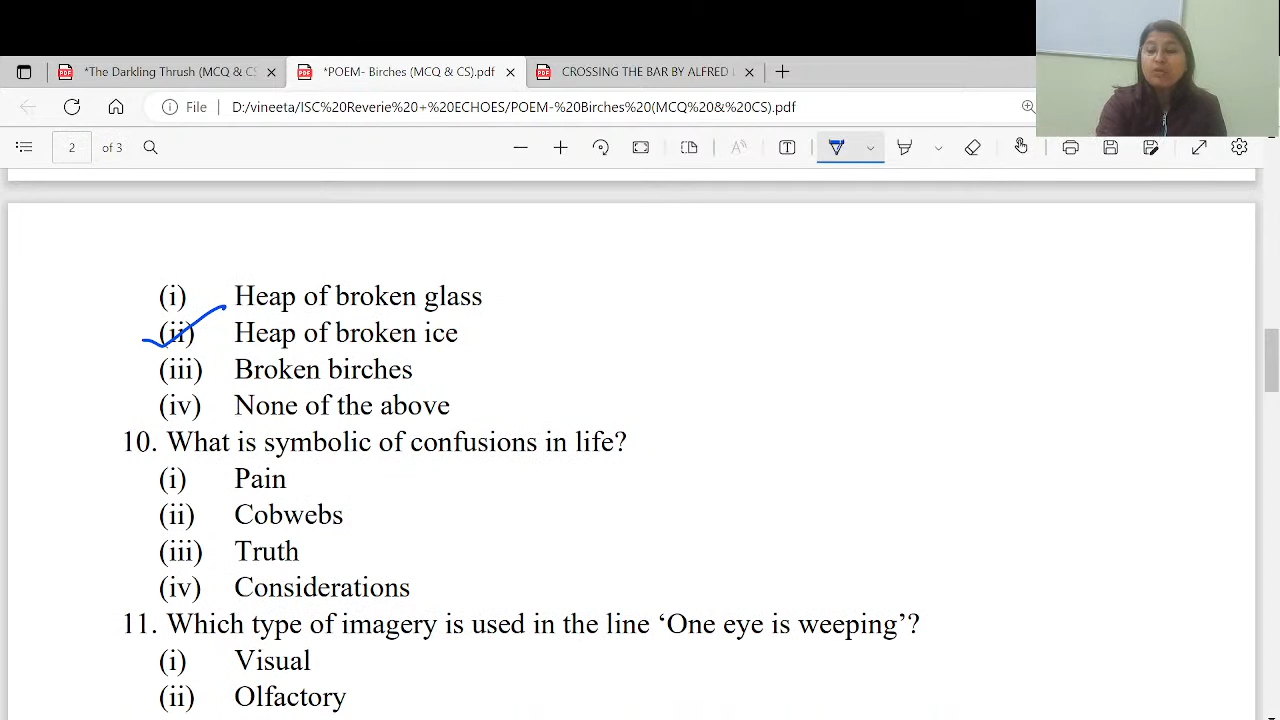 *The Darkling Thrush (MCQ & CS
*POEM- Birches (MCQ & CS).pdf
CROSSING THE BAR BY ALFRED
File
D:/vineeta/ISC%20Reverie%20+%20ECHOES/POEM-%20Birches%20(MCQ%20&%20CS).pdf
2 of 3
(i) Heap of broken glass
(ii) Heap of broken ice
(iii) Broken birches
(iv) None of the above
10. What is symbolic of confusions in life?
(i) Pain
(ii) Cobwebs
(iii) Truth
(iv) Considerations
11. Which type of imagery is used in the line ‘One eye is weeping’?
(i) Visual
(ii) Olfactory